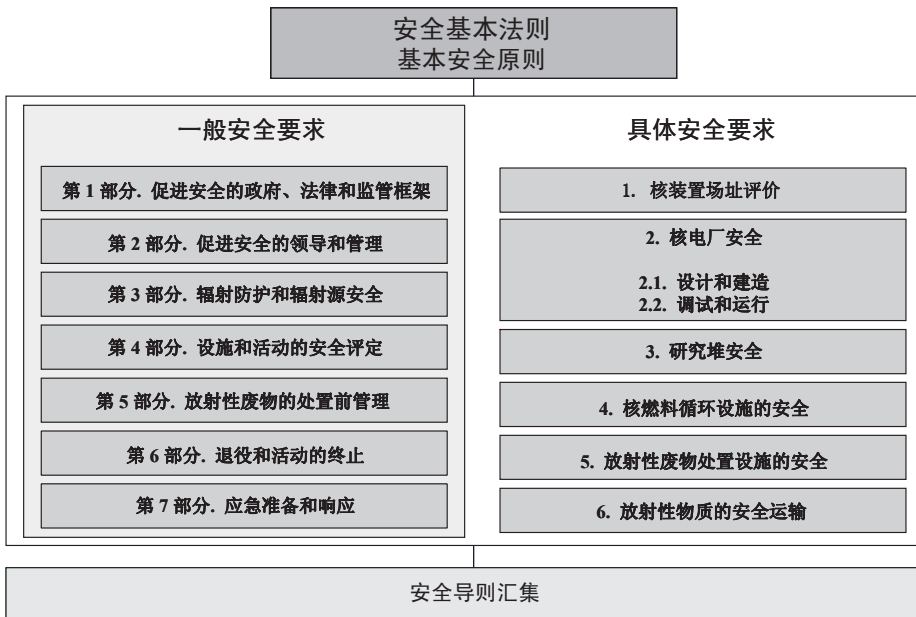 安全基本法则
基本安全原则
一般安全要求
第 1 部分. 促进安全的政府、法律和监管框架
第 2 部分. 促进安全的领导和管理
第 3 部分. 辐射防护和辐射源安全
第 4 部分. 设施和活动的安全评定
第 5 部分. 放射性废物的处置前管理
第 6 部分. 退役和活动的终止
第 7 部分. 应急准备和响应
具体安全要求
1. 核装置场址评价
2. 核电厂安全
2.1. 设计和建造
2.2. 调试和运行
3. 研究堆安全
4. 核燃料循环设施的安全
5. 放射性废物处置设施的安全
6. 放射性物质的安全运输
安全导则汇集